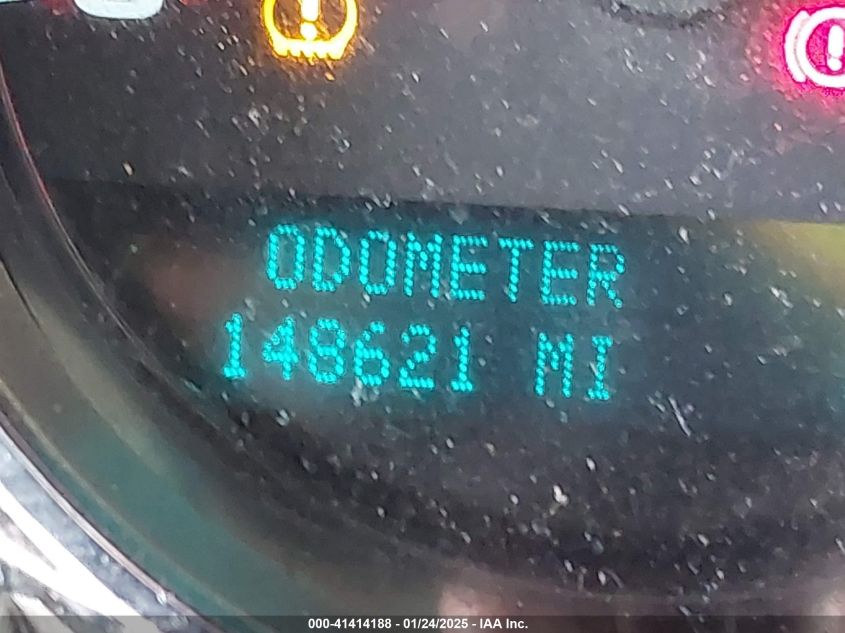 ODOMETER
148621 MI
000-41414188 - 01/24/2025 - IAA Inc.